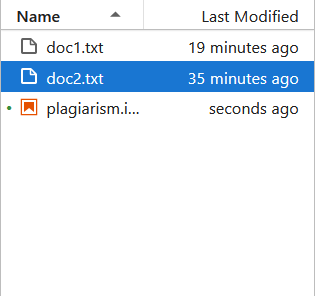 Name Last Modified
doc1.txt 19 minutes ago
doc2.txt 35 minutes ago
plagiarism.i... seconds ago